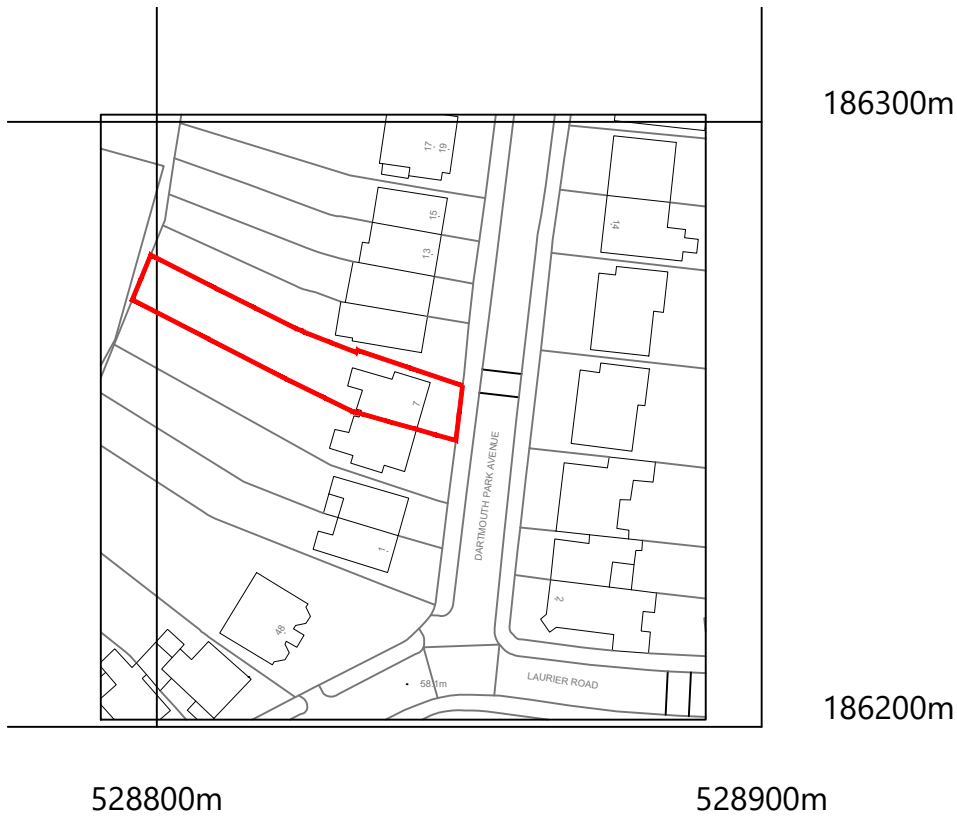 186300m
17
19
15
14
13
7
DARTMOUTH PARK AVENUE
1
2
48
58.1m
LAURIER ROAD
186200m
528800m
528900m